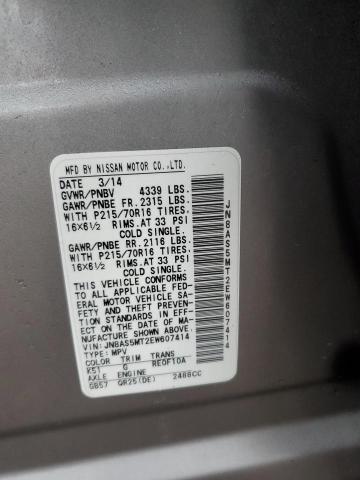 MFD BY NISSAN MOTOR CO.,LTD.
DATE 3/14
GVWR/PNBV 4339 LBS.
GAWR/PNBE FR. 2315 LBS.
WITH P215/70R16 TIRES.
16X6½ RIMS. AT 33 PSI
COLD SINGLE.
GAWR/PNBE RR. 2116 LBS.
WITH P215/70R16 TIRES.
16X6½ RIMS. AT 33 PSI
COLD SINGLE.
THIS VEHICLE CONFORMS
TO ALL APPLICABLE FED-
ERAL MOTOR VEHICLE SA-
FETY AND THEFT PREVEN-
TION STANDARDS IN EFF-
ECT ON THE DATE OF MANU-
FACTURE SHOWN ABOVE.
VIN:JN8AS5MT2EW607414
TYPE:MPV
COLOR TRIM TRANS
K51 G RE0F10A
AXLE ENGINE
GB57 QR25(DE) 2488CC
JN8AS5MT2EW607414